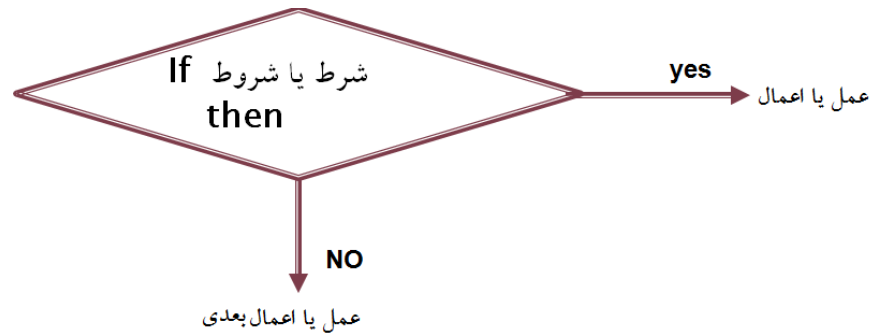 If شرط یا شروط
then
yes
عمل یا اعمال
NO
عمل یا اعمال بعدی